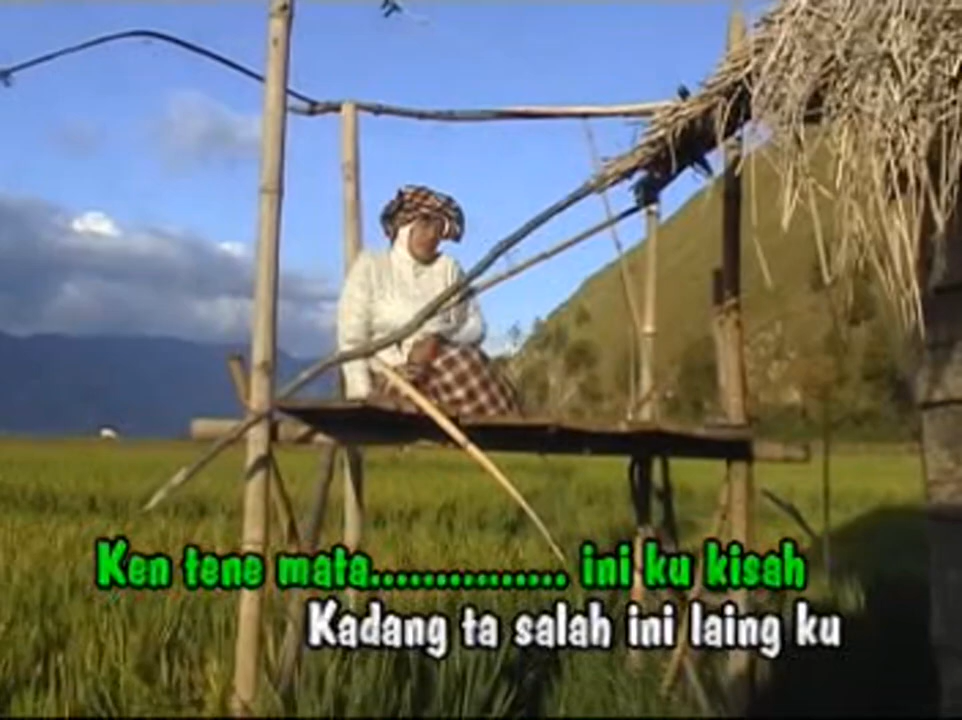 Ken tene mata............... ini ku kisah
Kadang ta salah ini laing ku